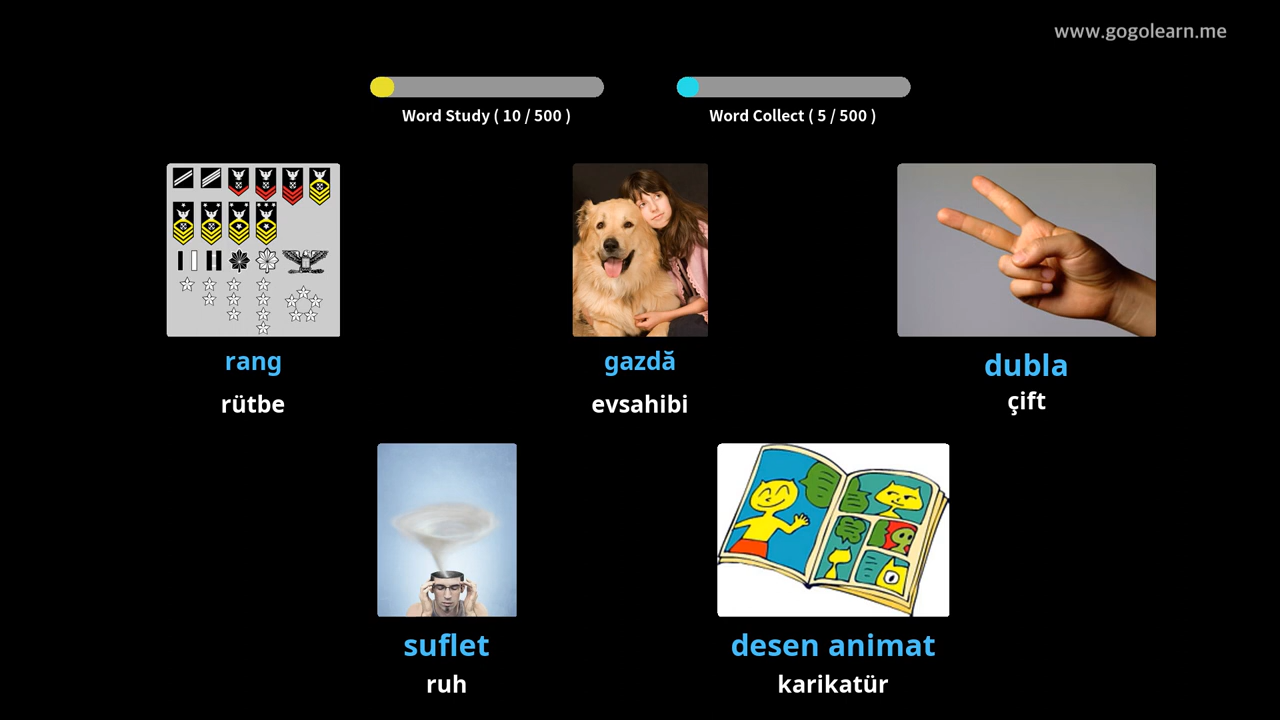 www.gogolearn.me
Word Study ( 10 / 500 )
Word Collect ( 5 / 500 )
rang
rütbe
gazdă
evsahibi
dubla
çift
suflet
ruh
desen animat
karikatür